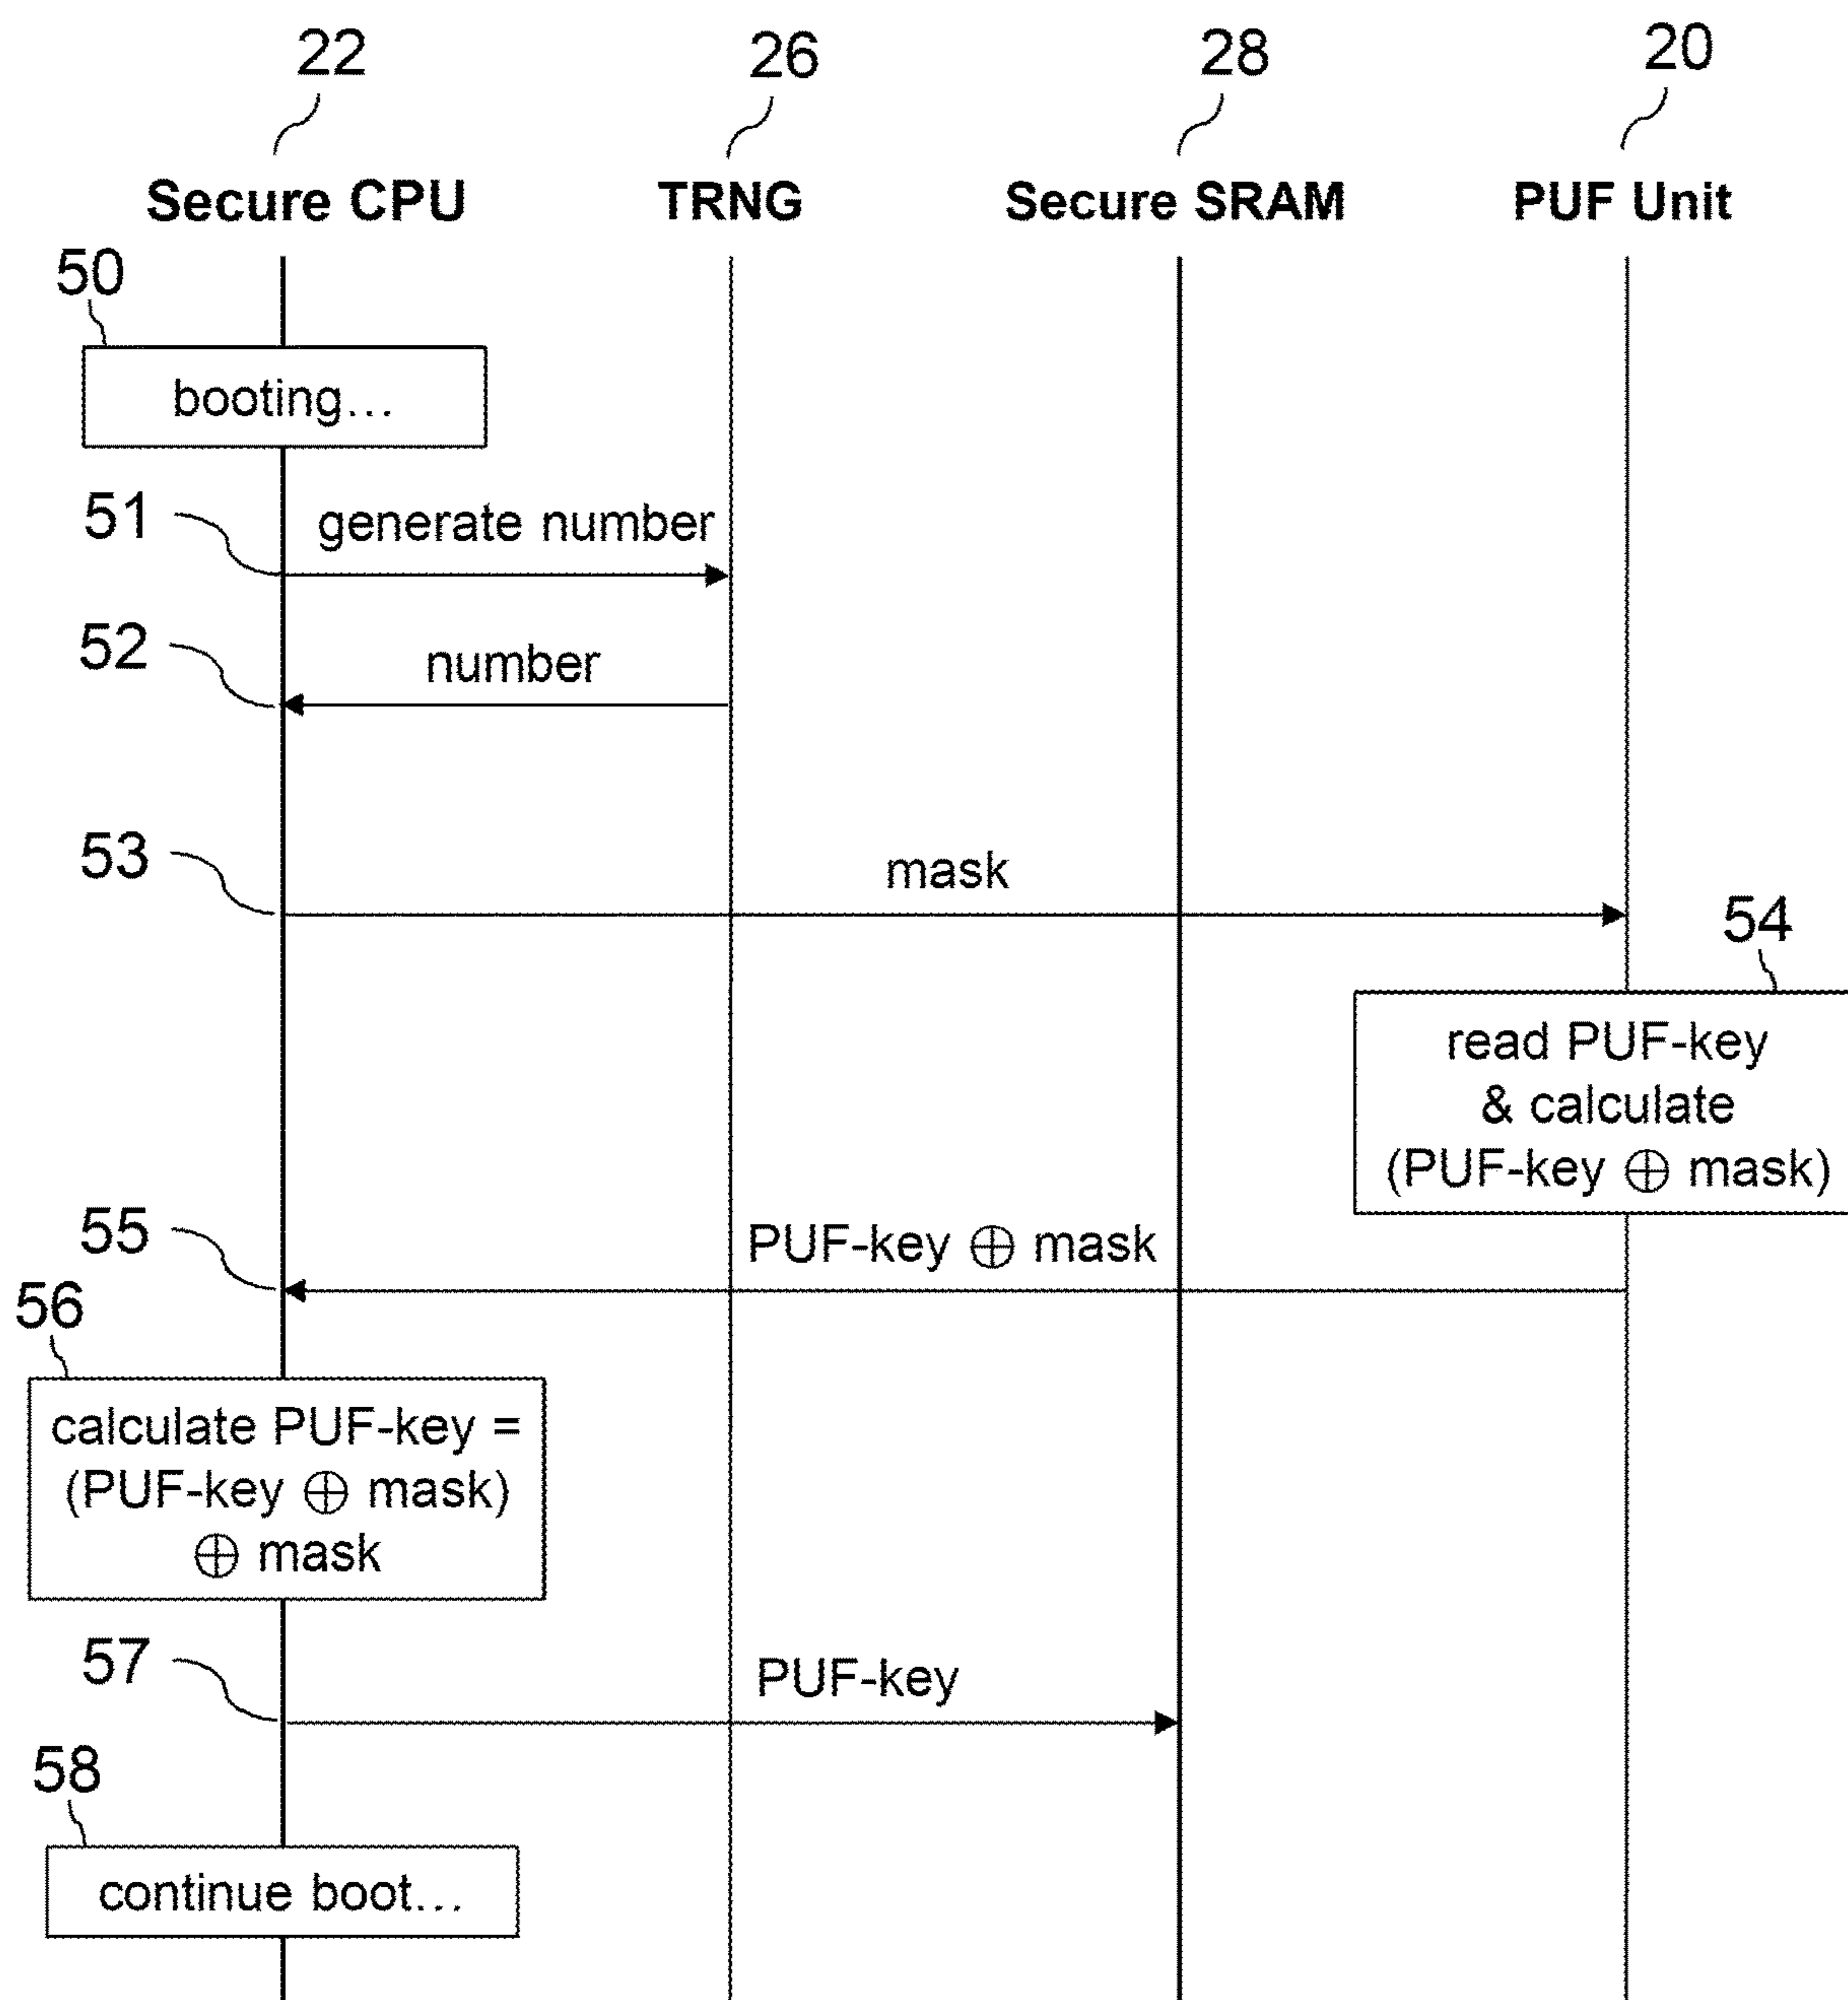 22 26 28 20
Secure CPU TRNG Secure SRAM PUF Unit
50
booting...
51
generate number
52
number
53
mask
54
read PUF-key
& calculate
(PUF-key ⊕ mask)
55
PUF-key ⊕ mask
56
calculate PUF-key =
(PUF-key ⊕ mask)
⊕ mask
57
PUF-key
58
continue boot...